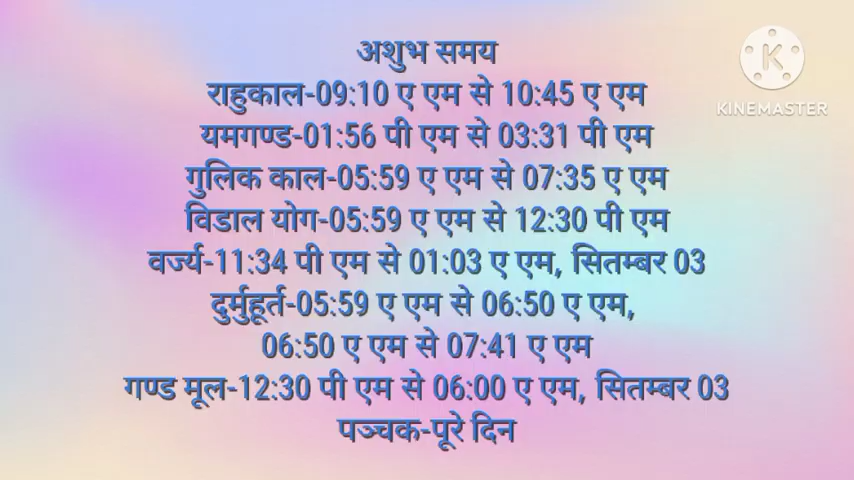 अशुभ समय
राहुकाल-09:10 ए एम से 10:45 ए एम
यमगण्ड-01:56 पी एम से 03:31 पी एम
गुलिक काल-05:59 ए एम से 07:35 ए एम
विडाल योग-05:59 ए एम से 12:30 पी एम
वर्ज्य-11:34 पी एम से 01:03 ए एम, सितम्बर 03
दुर्मुहूर्त-05:59 ए एम से 06:50 ए एम,
06:50 ए एम से 07:41 ए एम
गण्ड मूल-12:30 पी एम से 06:00 ए एम, सितम्बर 03
पञ्चक-पूरे दिन
K
KINEMASTER